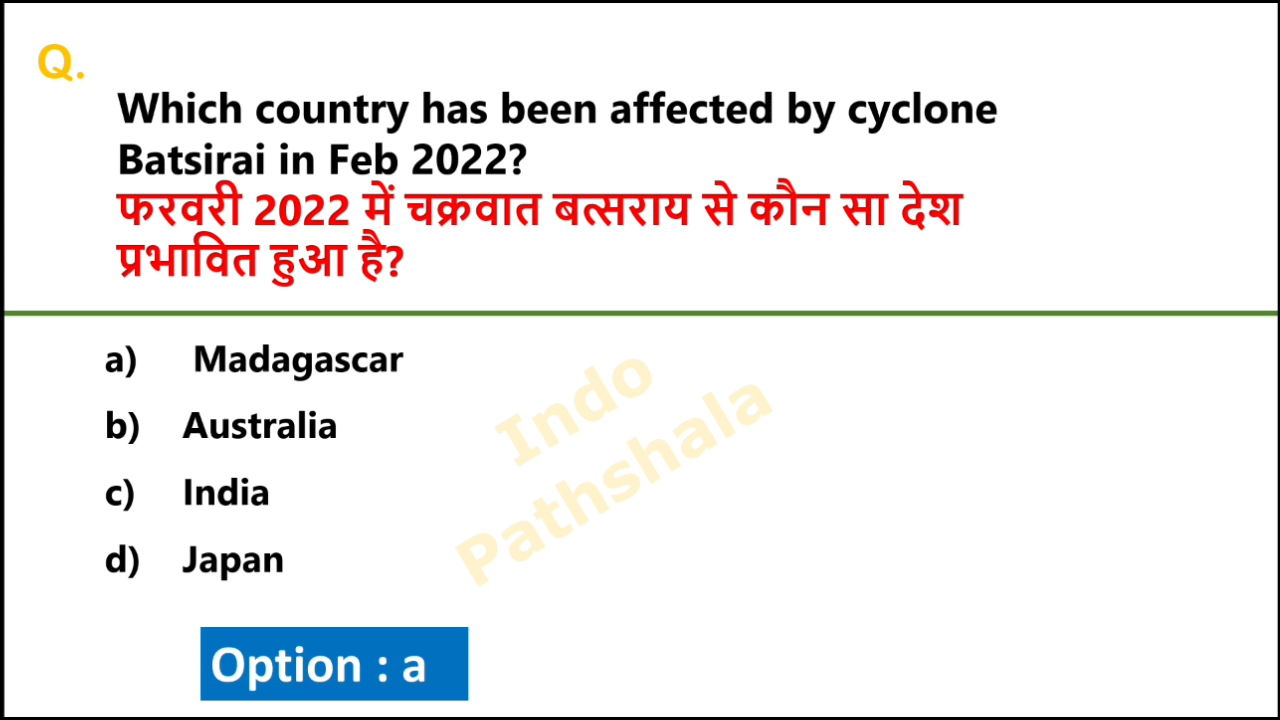 Q.
Which country has been affected by cyclone
Batsirai in Feb 2022?
फरवरी 2022 में चक्रवात बत्सराय से कौन सा देश
प्रभावित हुआ है?
a) Madagascar
b) Australia
c) India
d) Japan
Indo
Pathshala
Option : a